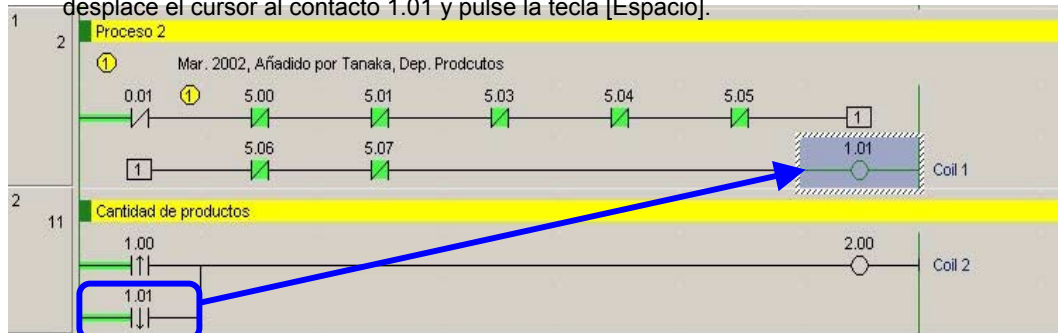 desplace el cursor al contacto 1.01 y pulse la tecla [Espacio].
1
2
Proceso 2
1 Mar. 2002, Añadido por Tanaka, Dep. Prodcutos
0.01 1 5.00 5.01 5.03 5.04 5.05
1
5.06 5.07 1.01
1 Coil 1
2
11
Cantidad de productos
1.00 2.00
Coil 2
1.01